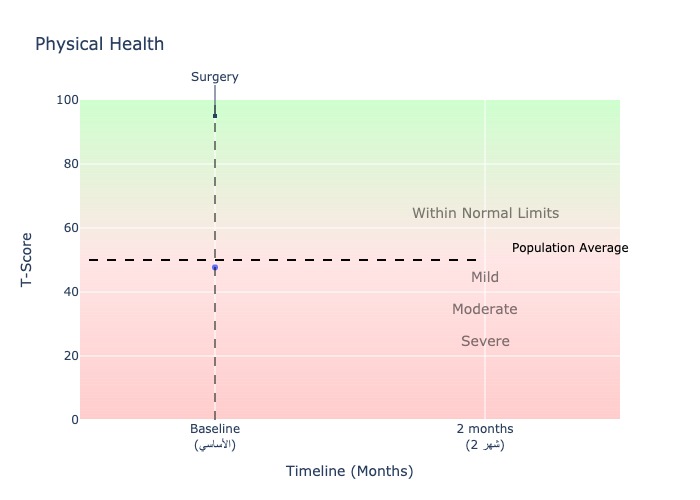 Physical Health
Surgery
100
80
60
40
20
0
T-Score
Within Normal Limits
Population Average
Mild
Moderate
Severe
Baseline
(الأساسي)
2 months
(2 شهر)
Timeline (Months)